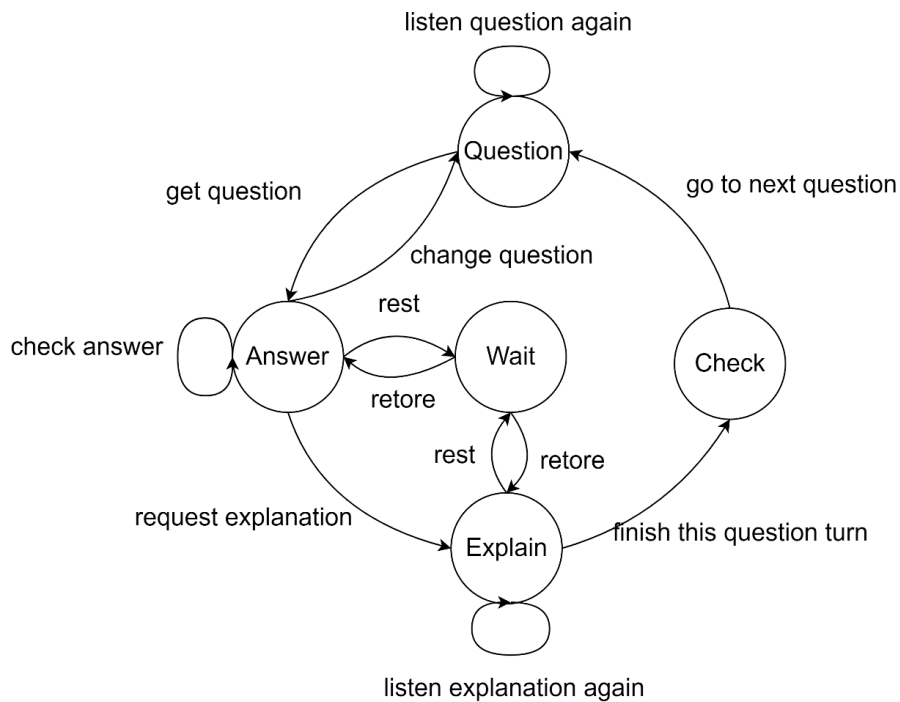 listen question again
Question
get question
go to next question
change question
rest
check answer
Answer
Wait
Check
retore
rest
retore
request explanation
finish this question turn
Explain
listen explanation again